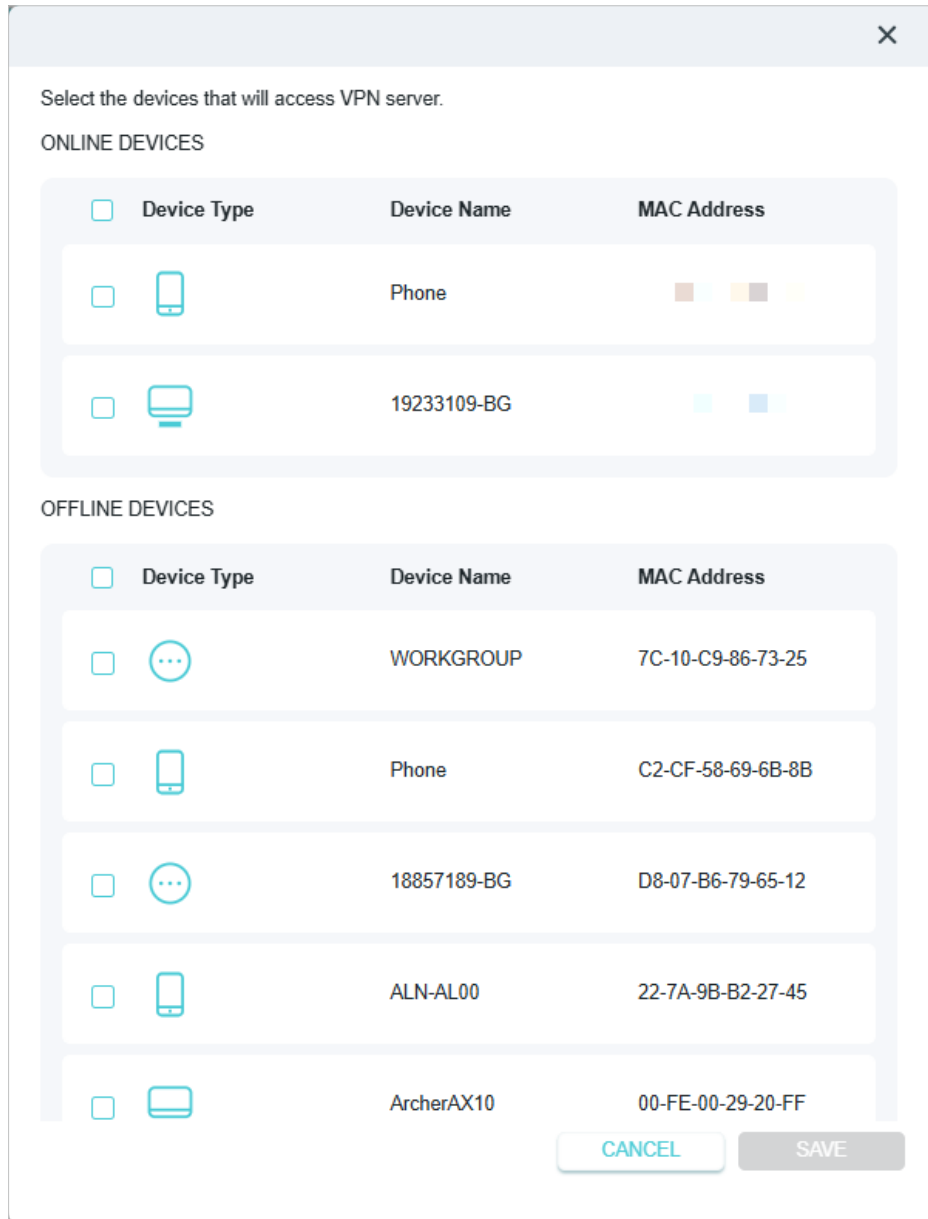 Select the devices that will access VPN server.
ONLINE DEVICES
Device Type Device Name MAC Address
Phone
19233109-BG
OFFLINE DEVICES
Device Type Device Name MAC Address
WORKGROUP 7C-10-C9-86-73-25
Phone C2-CF-58-69-6B-8B
18857189-BG D8-07-B6-79-65-12
ALN-AL00 22-7A-9B-B2-27-45
ArcherAX10 00-FE-00-29-20-FF
CANCEL SAVE